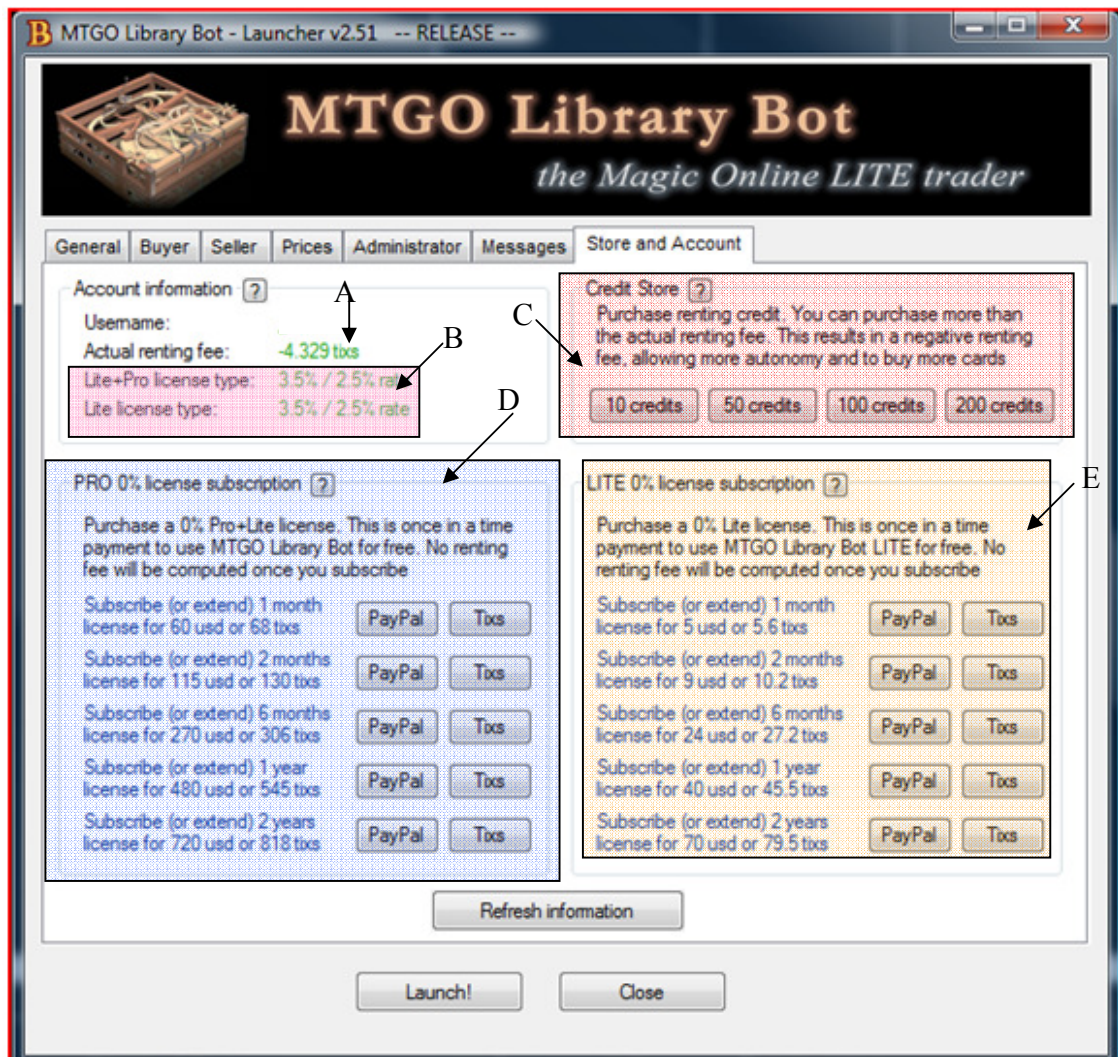 MTGO Library Bot - Launcher v2.51 -- RELEASE --
MTGO Library Bot
the Magic Online LITE trader
General Buyer Seller Prices Administrator Messages Store and Account
Account information ?
A
Username:
Actual renting fee: -4.329 tixs
B
Lite+Pro license type: 3.5% / 2.5% rate
Lite license type: 3.5% / 2.5% rate
C
Credit Store ?
Purchase renting credit. You can purchase more than
the actual renting fee. This results in a negative renting
fee, allowing more autonomy and to buy more cards
10 credits 50 credits 100 credits 200 credits
D
PRO 0% license subscription ?
Purchase a 0% Pro+Lite license. This is once in a time
payment to use MTGO Library Bot for free. No renting
fee will be computed once you subscribe
Subscribe (or extend) 1 month
license for 60 usd or 68 tixs
PayPal Tixs
Subscribe (or extend) 2 months
license for 115 usd or 130 tixs
PayPal Tixs
Subscribe (or extend) 6 months
license for 270 usd or 306 tixs
PayPal Tixs
Subscribe (or extend) 1 year
license for 480 usd or 545 tixs
PayPal Tixs
Subscribe (or extend) 2 years
license for 720 usd or 818 tixs
PayPal Tixs
E
LITE 0% license subscription ?
Purchase a 0% Lite license. This is once in a time
payment to use MTGO Library Bot LITE for free. No
renting fee will be computed once you subscribe
Subscribe (or extend) 1 month
license for 5 usd or 5.6 tixs
PayPal Tixs
Subscribe (or extend) 2 months
license for 9 usd or 10.2 tixs
PayPal Tixs
Subscribe (or extend) 6 months
license for 24 usd or 27.2 tixs
PayPal Tixs
Subscribe (or extend) 1 year
license for 40 usd or 45.5 tixs
PayPal Tixs
Subscribe (or extend) 2 years
license for 70 usd or 79.5 tixs
PayPal Tixs
Refresh information
Launch! Close